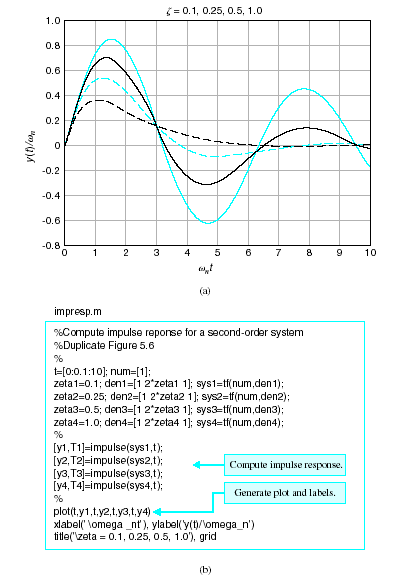 ζ = 0.1, 0.25, 0.5, 1.0
1.0
0.8
0.6
0.4
0.2
0
-0.2
-0.4
-0.6
-0.8
y(t)/ωn
0 1 2 3 4 5 6 7 8 9 10
ωnt
(a)
impresp.m
%Compute impulse reponse for a second-order system
%Duplicate Figure 5.6
%
t=[0:0.1:10]; num=[1];
zeta1=0.1; den1=[1 2*zeta1 1]; sys1=tf(num,den1);
zeta2=0.25; den2=[1 2*zeta2 1]; sys2=tf(num,den2);
zeta3=0.5; den3=[1 2*zeta3 1]; sys3=tf(num,den3);
zeta4=1.0; den4=[1 2*zeta4 1]; sys4=tf(num,den4);
%
[y1,T1]=impulse(sys1,t);
[y2,T2]=impulse(sys2,t);
Compute impulse response.
[y3,T3]=impulse(sys3,t);
[y4,T4]=impulse(sys4,t);
%
Generate plot and labels.
plot(t,y1,t,y2,t,y3,t,y4)
xlabel('\omega_nt'), ylabel('y(t)/\omega_n')
title('\zeta = 0.1, 0.25, 0.5, 1.0'), grid
(b)